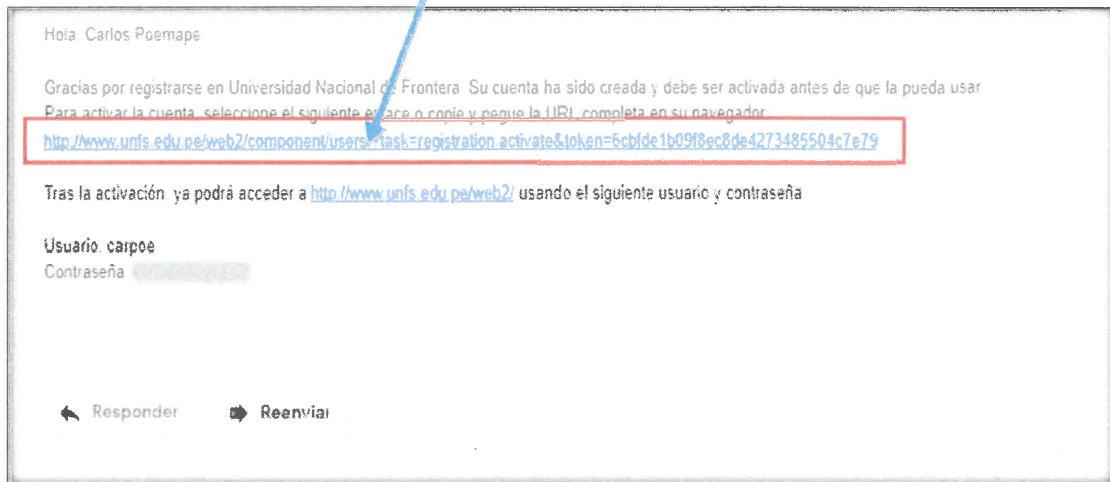 Hola Carlos Poemape
Gracias por registrarse en Universidad Nacional de Frontera Su cuenta ha sido creada y debe ser activada antes de que la pueda usar
Para activar la cuenta seleccione el siguiente enlace o copie y pegue la URL completa en su navegador
http://www.unfs.edu.pe/web2/component/users/?task=registration.activate&token=6cbfde1b09f8ec8de4273485504c7e79
Tras la activación ya podrá acceder a http://www.unfs.edu.pe/web2/ usando el siguiente usuario y contraseña
Usuario: carpoe
Contraseña
Responder Reenviar